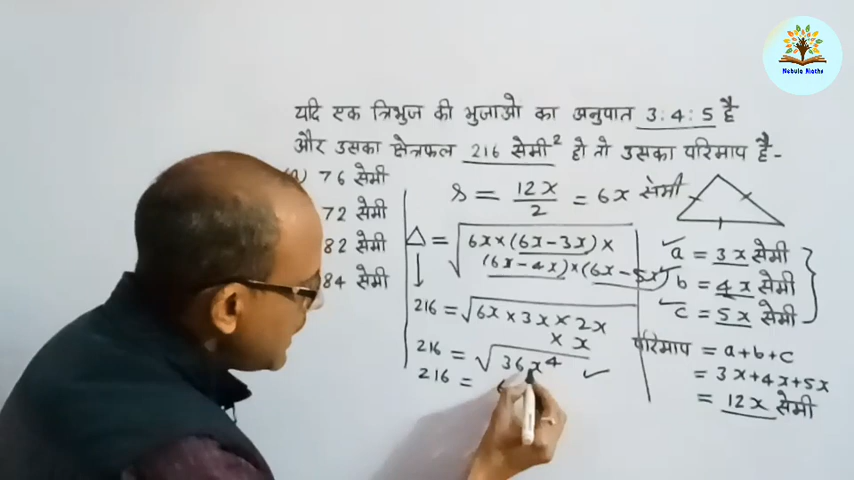 Nebula Maths
यदि एक त्रिभुज की भुजाओ का अनुपात 3:4:5 है
और उसका क्षेत्रफल 216 सेमी² हो तो उसका परिमाप है-
76 सेमी
72 सेमी
82 सेमी
84 सेमी
s = 12x/2 = 6x सेमी
△ = √6x×(6x-3x)×
(6x-4x)×(6x-5x)
216 = √6x×3x×2x
×x
216 = √36x⁴ ✓
216 =
✓a = 3x सेमी
✓b = 4x सेमी
✓c = 5x सेमी
परिमाप = a+b+c
= 3x+4x+5x
= 12x सेमी